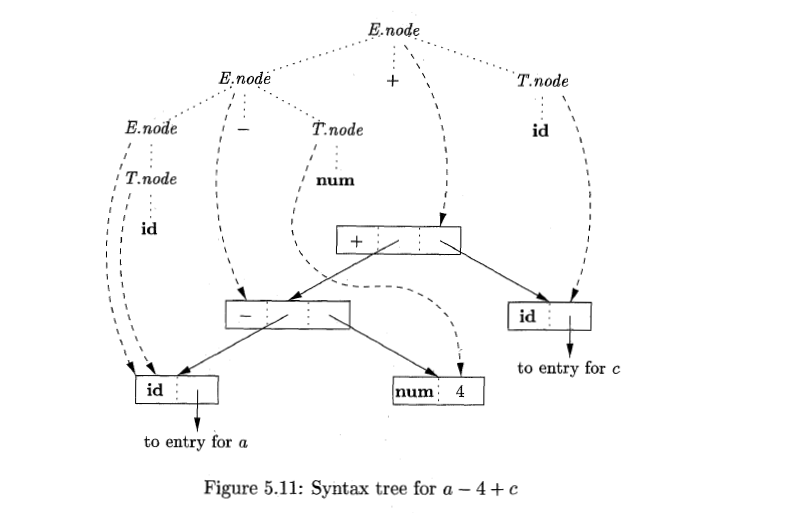 E.node
E.node + T.node
E.node − T.node id
T.node num
id
+
− id
to entry for c
id num 4
to entry for a
Figure 5.11: Syntax tree for a − 4 + c